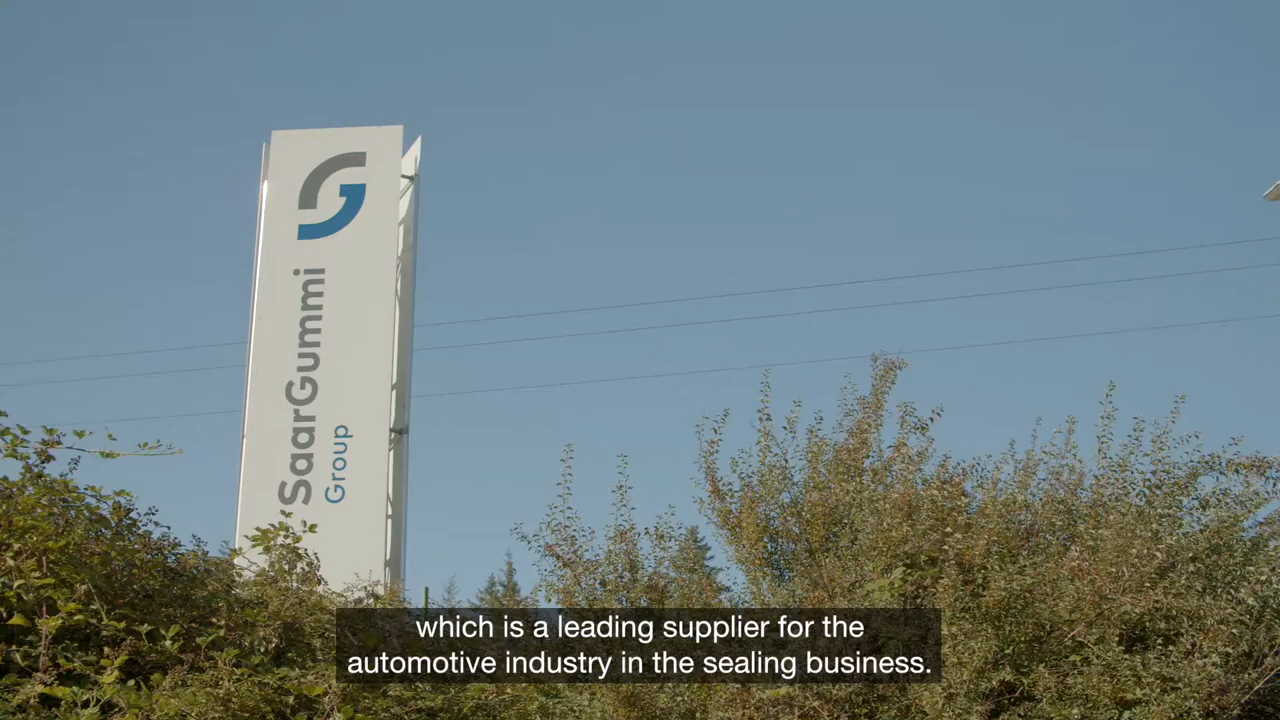 SaarGummi
Group
which is a leading supplier for the
automotive industry in the sealing business.